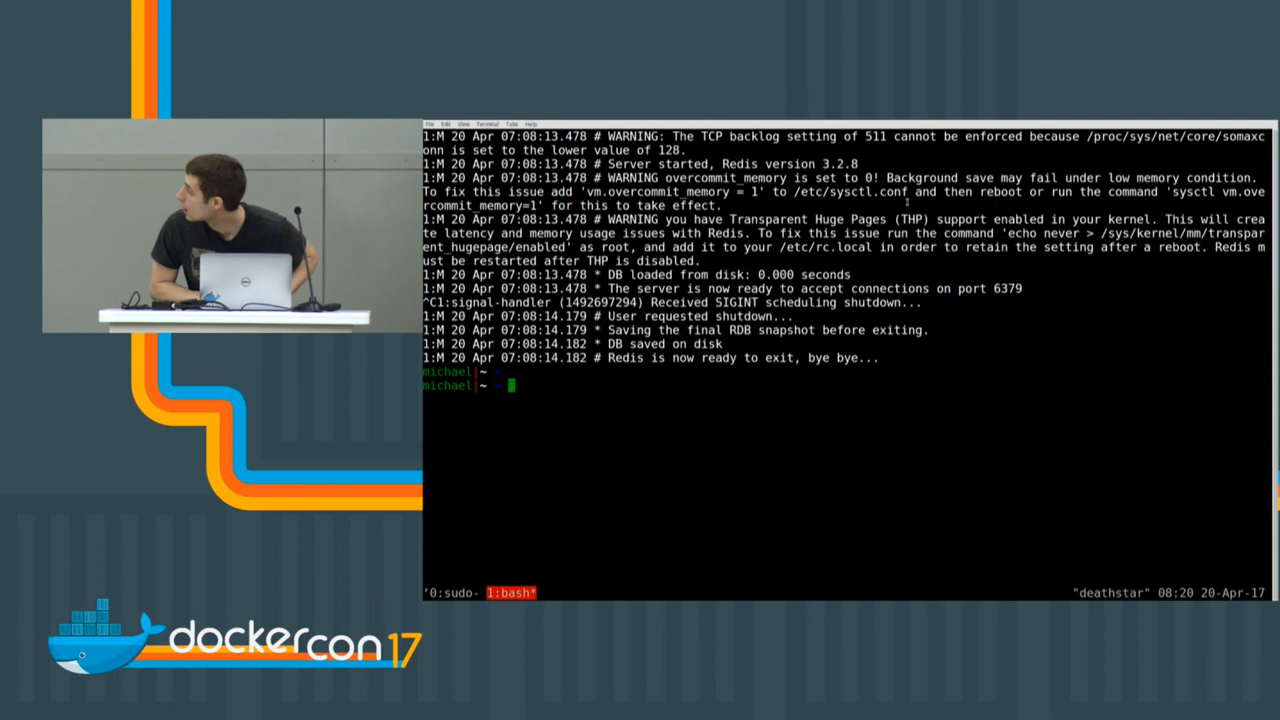 File Edit View Terminal Tabs Help
1:M 20 Apr 07:08:13.478 # WARNING: The TCP backlog setting of 511 cannot be enforced because /proc/sys/net/core/somaxc
onn is set to the lower value of 128.
1:M 20 Apr 07:08:13.478 # Server started, Redis version 3.2.8
1:M 20 Apr 07:08:13.478 # WARNING overcommit_memory is set to 0! Background save may fail under low memory condition.
To fix this issue add 'vm.overcommit_memory = 1' to /etc/sysctl.conf and then reboot or run the command 'sysctl vm.ove
rcommit_memory=1' for this to take effect.
1:M 20 Apr 07:08:13.478 # WARNING you have Transparent Huge Pages (THP) support enabled in your kernel. This will crea
te latency and memory usage issues with Redis. To fix this issue run the command 'echo never > /sys/kernel/mm/transpar
ent_hugepage/enabled' as root, and add it to your /etc/rc.local in order to retain the setting after a reboot. Redis m
ust be restarted after THP is disabled.
1:M 20 Apr 07:08:13.478 * DB loaded from disk: 0.000 seconds
1:M 20 Apr 07:08:13.478 * The server is now ready to accept connections on port 6379
^C1:signal-handler (1492697294) Received SIGINT scheduling shutdown...
1:M 20 Apr 07:08:14.179 # User requested shutdown...
1:M 20 Apr 07:08:14.179 * Saving the final RDB snapshot before exiting.
1:M 20 Apr 07:08:14.182 * DB saved on disk
1:M 20 Apr 07:08:14.182 # Redis is now ready to exit, bye bye...
michael|~ >
michael|~ >
'0:sudo- 1:bash* "deathstar" 08:20 20-Apr-17
DELL
dockercon 17